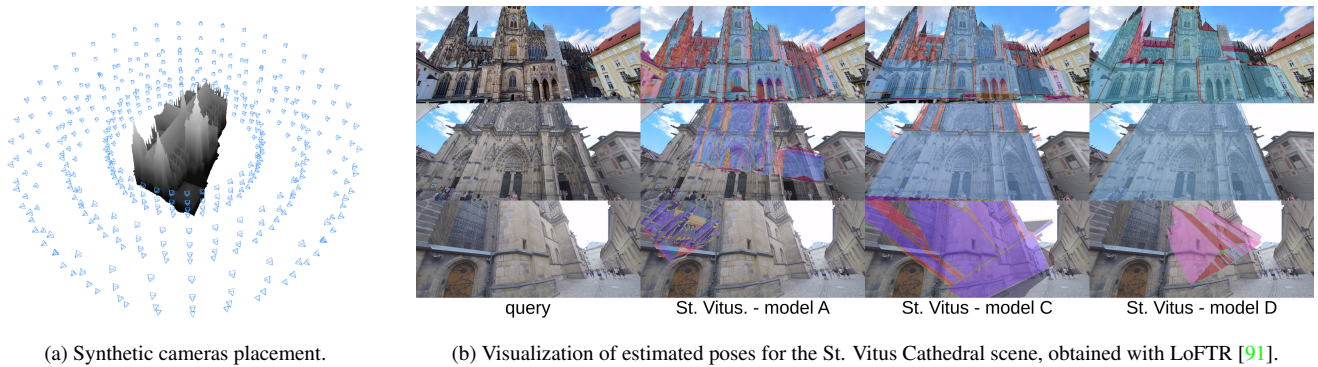 query
St. Vitus. - model A
St. Vitus - model C
St. Vitus - model D
(a) Synthetic cameras placement.
(b) Visualization of estimated poses for the St. Vitus Cathedral scene, obtained with LoFTR [91].